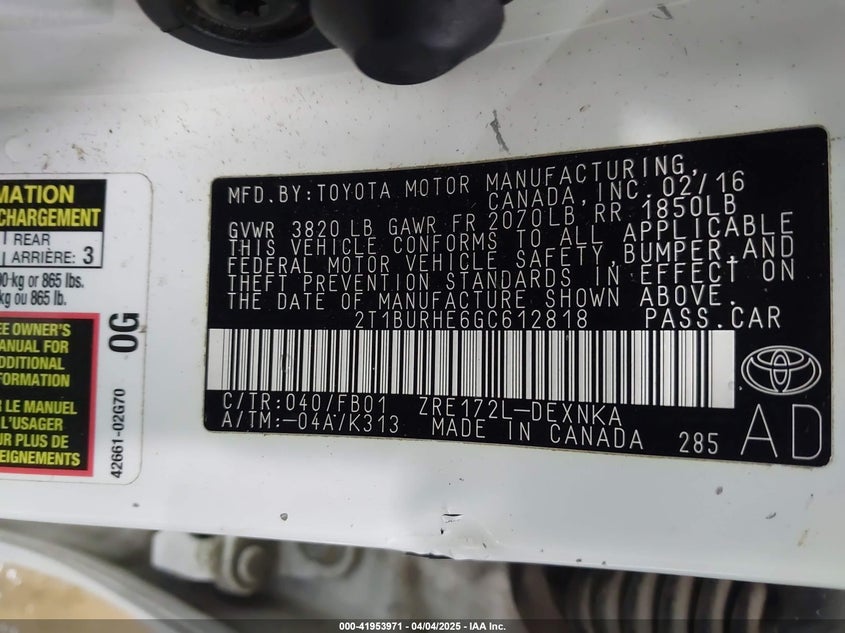 MATION
CHARGEMENT
REAR
ARRIÈRE: 3
kg or 865 lbs.
kg ou 865 lb.
EE OWNER'S
ANUAL FOR
DDITIONAL
FORMATION
R LE MANUEL
L'USAGER
UR PLUS DE
EIGNEMENTS
0G
42661-02G70
MFD.BY:TOYOTA MOTOR MANUFACTURING,
CANADA, INC. 02/16
GVWR 3820 LB GAWR FR 2070LB RR 1850LB
THIS VEHICLE CONFORMS TO ALL APPLICABLE
FEDERAL MOTOR VEHICLE SAFETY,BUMPER,AND
THEFT PREVENTION STANDARDS IN EFFECT ON
THE DATE OF MANUFACTURE SHOWN ABOVE.
2T1BURHE6GC612818 PASS.CAR
C/TR:040/FB01 ZRE172L-DEXNKA
A/TM:-04A/K313 MADE IN CANADA 285
AD
000-41953971 - 04/04/2025 - IAA Inc.